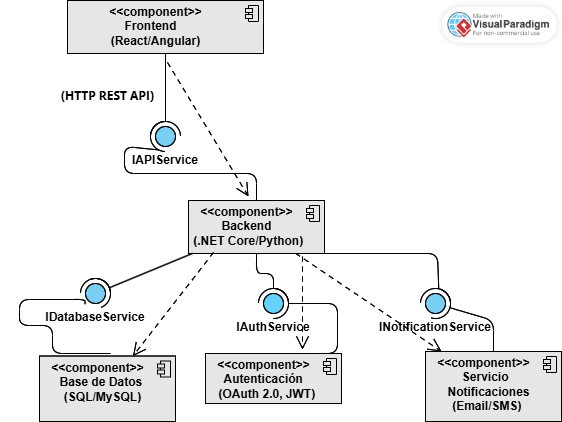 <<component>>
Frontend
(React/Angular)
Made with
VisualParadigm
For non-commercial use
(HTTP REST API)
IAPIService
<<component>>
Backend
(.NET Core/Python)
IDatabaseService
IAuthService
INotificationService
<<component>>
Base de Datos
(SQL/MySQL)
<<component>>
Autenticación
(OAuth 2.0, JWT)
<<component>>
Servicio
Notificaciones
(Email/SMS)